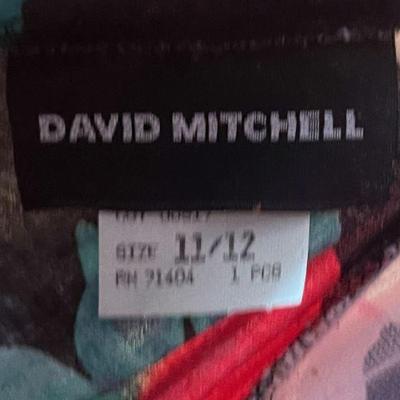 DAVID MITCHELL
SIZE 11/12
RN 71404 1 PCS